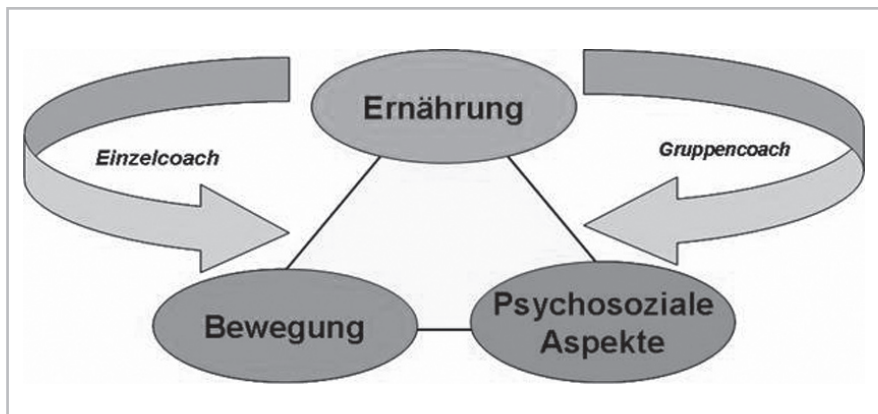 Ernährung
Einzelcoach
Gruppencoach
Bewegung
Psychosoziale
Aspekte